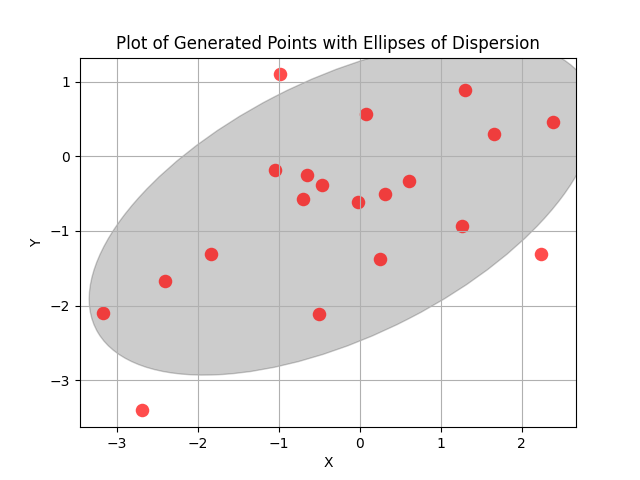 Plot of Generated Points with Ellipses of Dispersion
1
0
−1
−2
−3
Y
−3 −2 −1 0 1 2
X